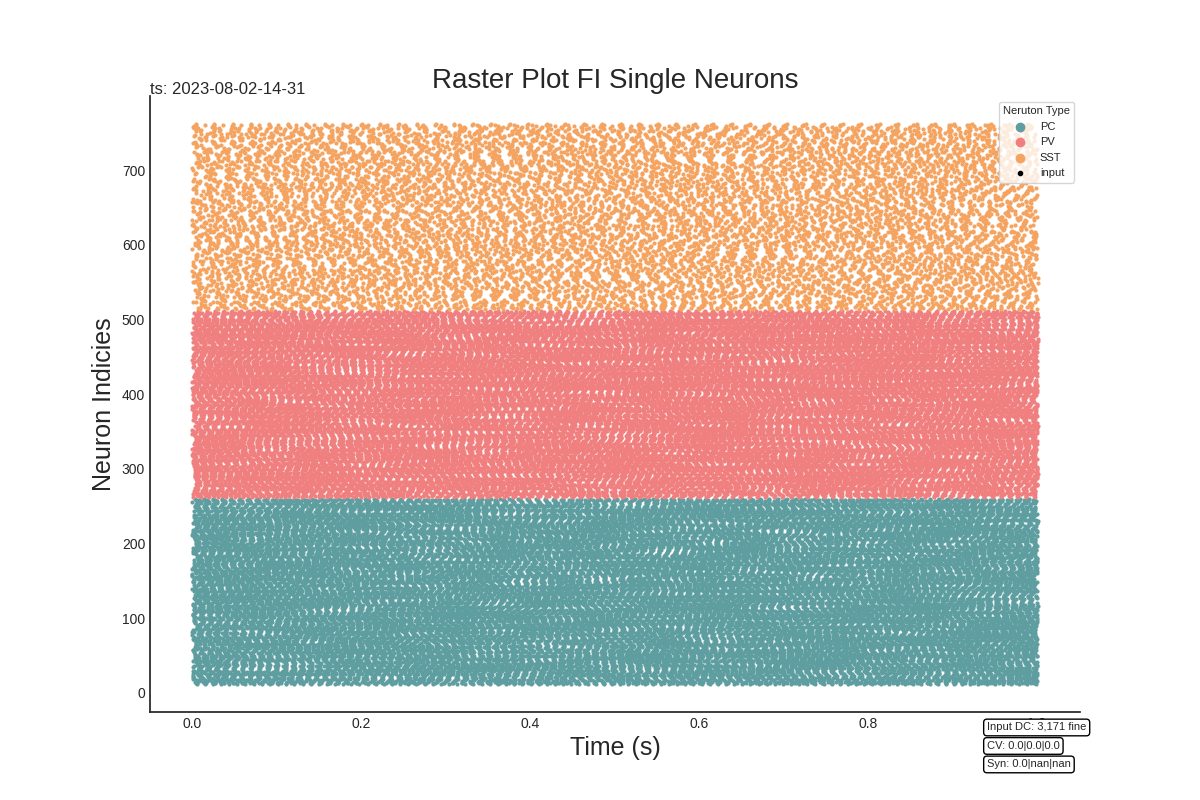 Raster Plot FI Single Neurons
ts: 2023-08-02-14-31
Neruton Type
PC
PV
SST
input
Neuron Indicies
700
600
500
400
300
200
100
0
0.0 0.2 0.4 0.6 0.8
Time (s)
Input DC: 3,171 fine
CV: 0.0|0.0|0.0
Syn: 0.0|nan|nan